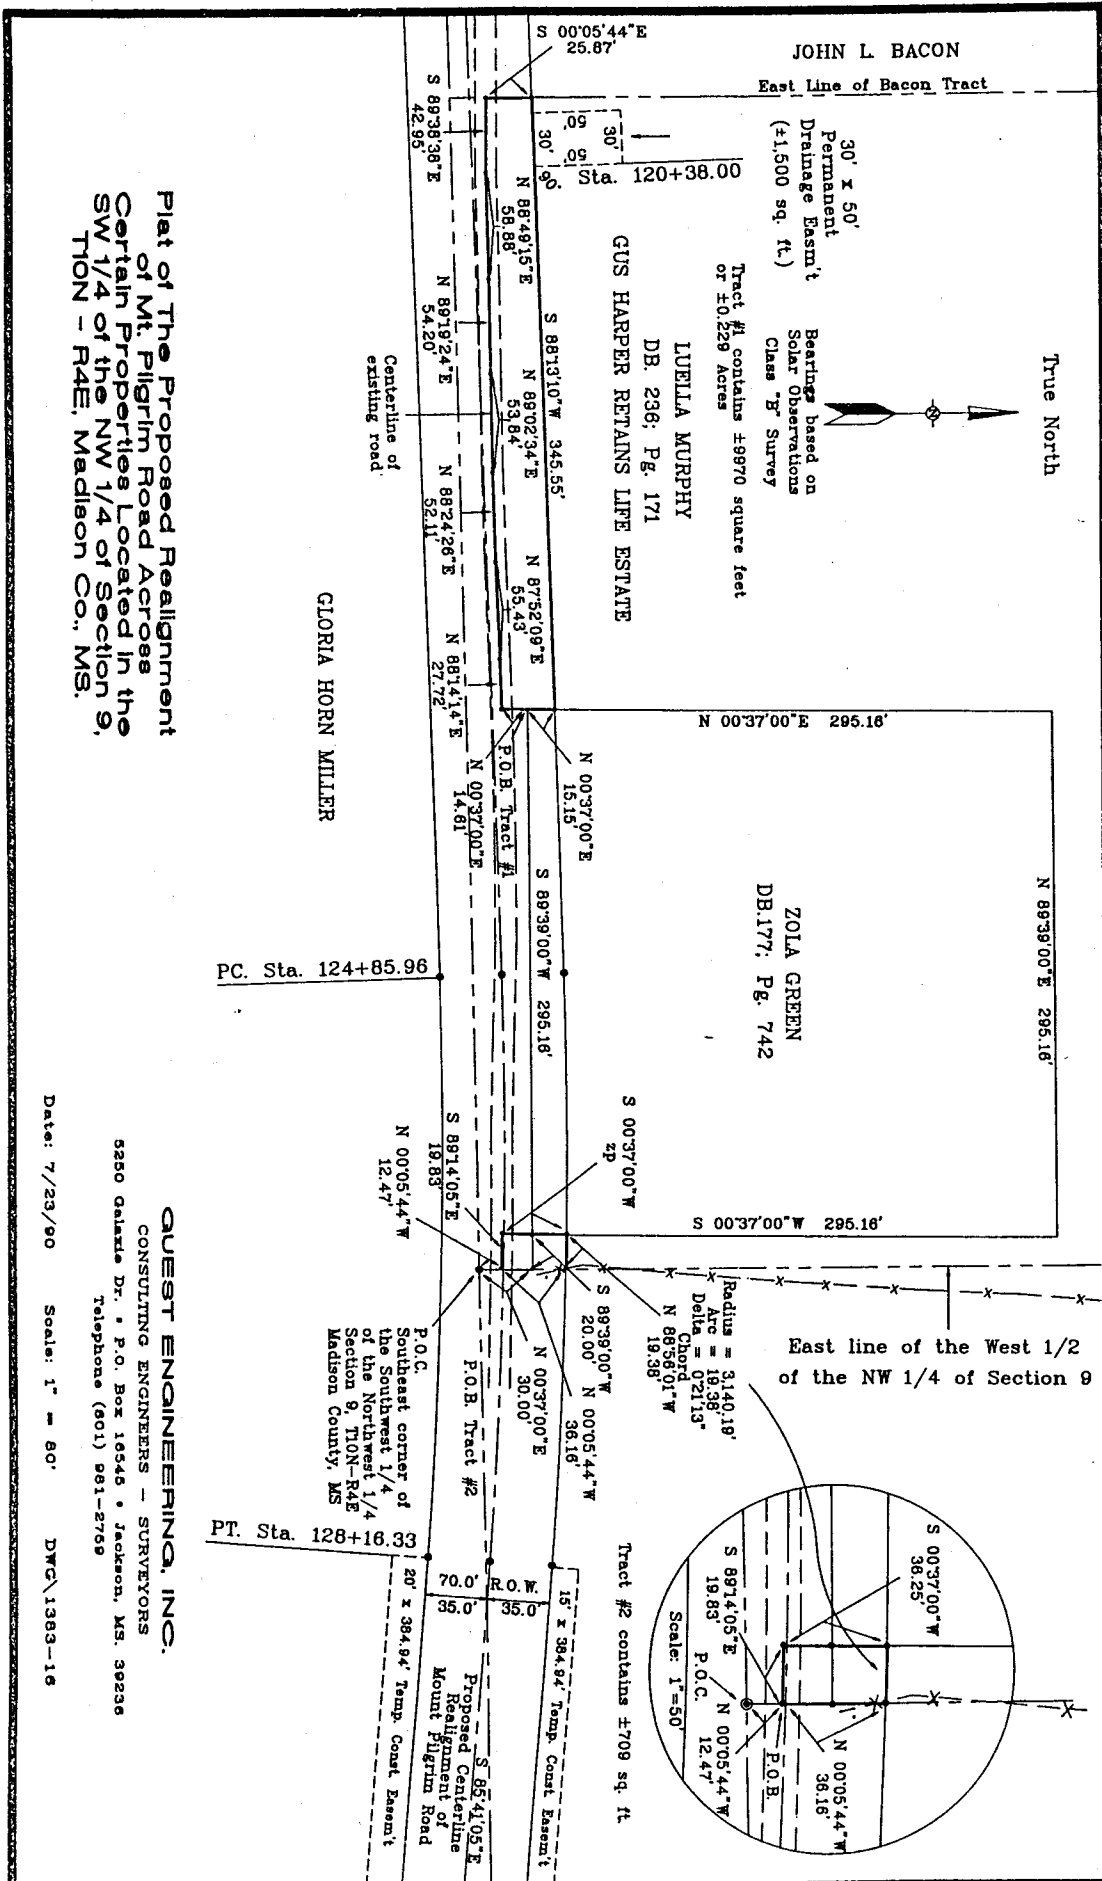 JOHN L. BACON
East Line of Bacon Tract
S 00°05'44"E
25.87'
30' x 50'
Permanent
Drainage Easm't
(±1,500 sq. ft.)
50'
30'
30'
50'
90.
Sta. 120+38.00
True North
N
Bearings based on
Solar Observations
Class "B" Survey
Tract #1 contains ±9970 square feet
or ±0.229 Acres
LUELLA MURPHY
DB. 236; Pg. 171
GUS HARPER RETAINS LIFE ESTATE
S 88°13'10"W 345.55'
N 88°49'15"E
58.88'
N 89°02'34"E
53.84'
N 87°52'09"E
55.43'
S 89°38'38"E
42.95'
N 89°19'24"E
54.20'
N 88°24'26"E
52.11'
N 88°14'14"E
27.72'
Centerline of
existing road
GLORIA HORN MILLER
N 00°37'00"E 295.16'
N 89°39'00"E 295.16'
S 00°37'00"W 295.16'
ZOLA GREEN
DB.177; Pg. 742
N 00°37'00"E
15.15'
P.O.B. Tract #1
N 00°37'00"E
14.61'
S 89°39'00"W 295.16'
PC. Sta. 124+85.96
S 00°37'00"W
zp
S 89°14'05"E
19.83'
N 00°05'44"W
12.47'
East line of the West 1/2
of the NW 1/4 of Section 9
Radius = 3,140.19'
Arc = 19.38'
Delta = 0°21'13"
Chord
N 88°56'01"W
19.38'
S 89°39'00"W
20.00'
N 00°05'44"W
36.16'
N 00°37'00"E
30.00'
P.O.B. Tract #2
P.O.C.
Southeast corner of
the Southwest 1/4
of the Northwest 1/4
Section 9, T10N-R4E
Madison County, MS
PT. Sta. 128+16.33
70.0' R.O.W.
35.0' 35.0'
15' x 384.94' Temp. Const Easem't
20' x 384.94' Temp. Const. Easem't
S 85°41'05"E
Proposed Centerline
Realignment of
Mount Pilgrim Road
Tract #2 contains ±709 sq. ft.
S 00°37'00"W
36.25'
S 89°14'05"E
19.83'
Scale: 1"=50'
P.O.C.
N 00°05'44"W
12.47'
P.O.B.
N 00°05'44"W
36.16'
Plat of The Proposed Realignment
of Mt. Pilgrim Road Across
Certain Properties Located in the
SW 1/4 of the NW 1/4 of Section 9,
T10N - R4E, Madison Co., MS.
QUEST ENGINEERING, INC.
CONSULTING ENGINEERS - SURVEYORS
5250 Galaxie Dr. • P.O. Box 16545 • Jackson, MS. 39236
Telephone (601) 981-2769
Date: 7/23/90 Scale: 1" = 80' DWG\1383-16